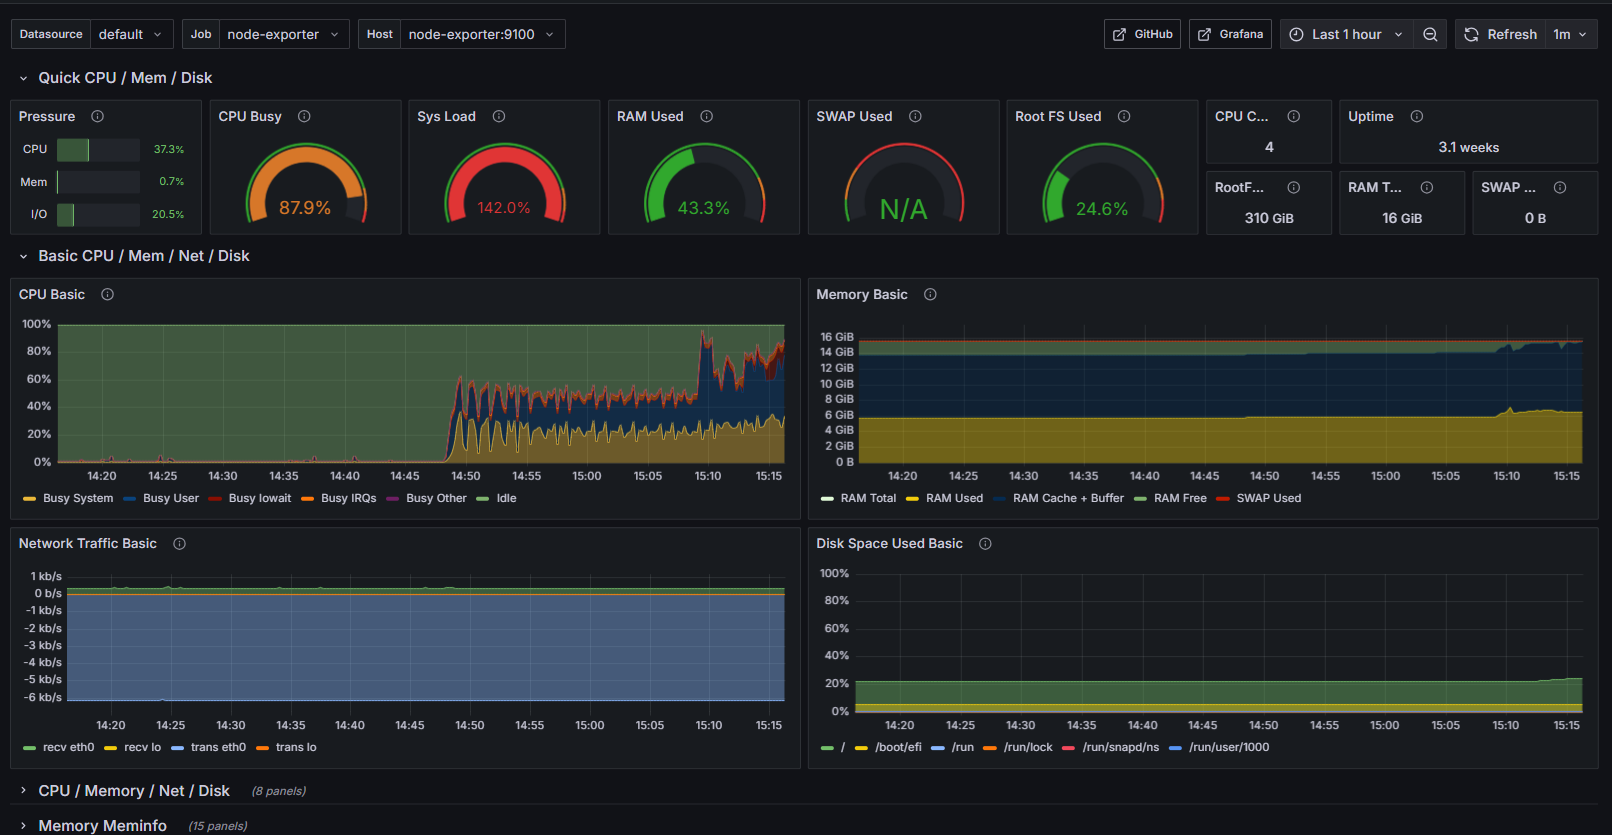 Datasource default Job node-exporter Host node-exporter:9100 GitHub Grafana Last 1 hour Refresh 1m
Quick CPU / Mem / Disk
Pressure
CPU 37.3%
Mem 0.7%
I/O 20.5%
CPU Busy
87.9%
Sys Load
142.0%
RAM Used
43.3%
SWAP Used
N/A
Root FS Used
24.6%
CPU C...
4
Uptime
3.1 weeks
RootF...
310 GiB
RAM T...
16 GiB
SWAP ...
0 B
Basic CPU / Mem / Net / Disk
CPU Basic
100%
80%
60%
40%
20%
0%
14:20 14:25 14:30 14:35 14:40 14:45 14:50 14:55 15:00 15:05 15:10 15:15
Busy System Busy User Busy Iowait Busy IRQs Busy Other Idle
Memory Basic
16 GiB
14 GiB
12 GiB
10 GiB
8 GiB
6 GiB
4 GiB
2 GiB
0 B
14:20 14:25 14:30 14:35 14:40 14:45 14:50 14:55 15:00 15:05 15:10 15:15
RAM Total RAM Used RAM Cache + Buffer RAM Free SWAP Used
Network Traffic Basic
1 kb/s
0 b/s
-1 kb/s
-2 kb/s
-3 kb/s
-4 kb/s
-5 kb/s
-6 kb/s
14:20 14:25 14:30 14:35 14:40 14:45 14:50 14:55 15:00 15:05 15:10 15:15
recv eth0 recv lo trans eth0 trans lo
Disk Space Used Basic
100%
80%
60%
40%
20%
0%
14:20 14:25 14:30 14:35 14:40 14:45 14:50 14:55 15:00 15:05 15:10 15:15
/ /boot/efi /run /run/lock /run/snapd/ns /run/user/1000
CPU / Memory / Net / Disk (8 panels)
Memory Meminfo (15 panels)